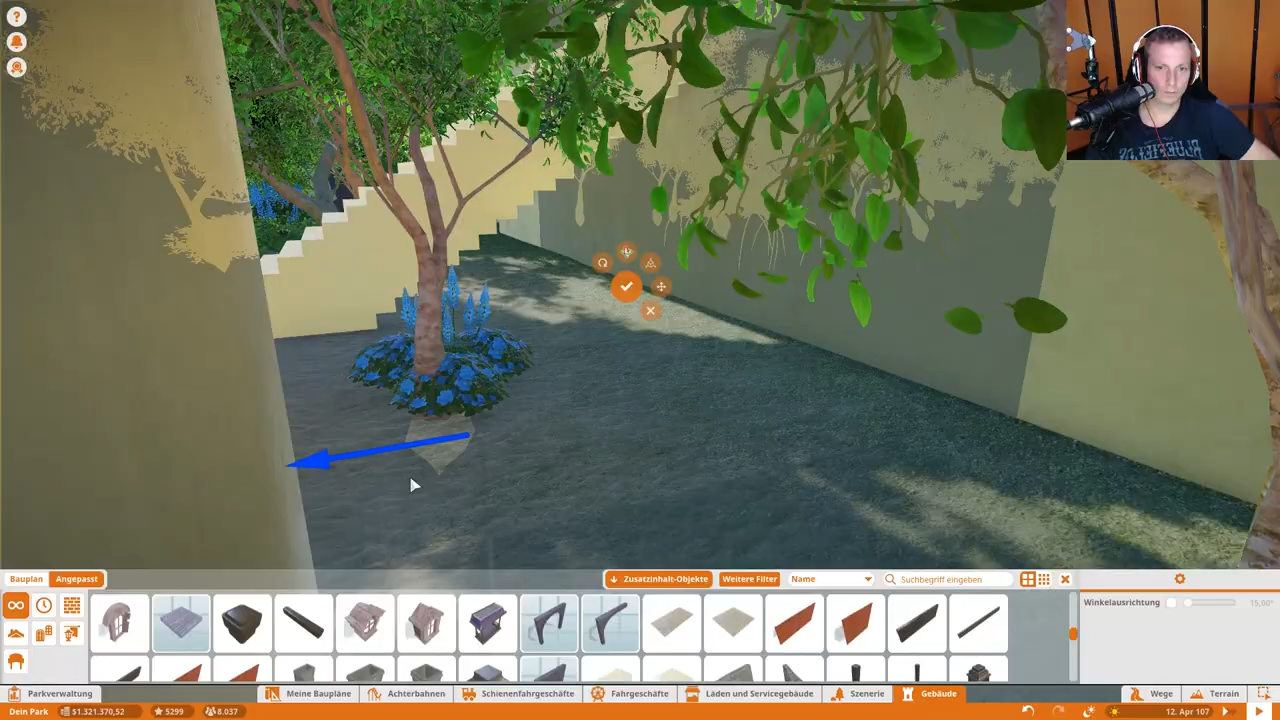 Bauplan
Angepasst
Zusatzinhalt-Objekte
Weitere Filter
Name
Suchbegriff eingeben
Winkelausrichtung
15,00°
Parkverwaltung
Meine Baupläne
Achterbahnen
Schienenfahrgeschäfte
Fahrgeschäfte
Läden und Servicegebäude
Szenerie
Gebäude
Wege
Terrain
Dein Park
$1.321.370,52
5299
8.037
12. Apr 107